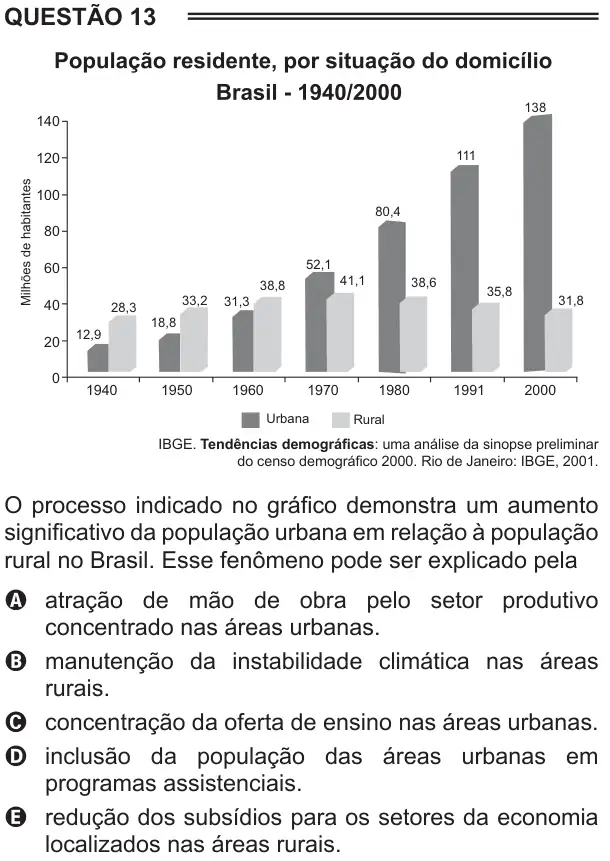 QUESTÃO 13
População residente, por situação do domicílio
Brasil - 1940/2000
Milhões de habitantes
140
120
100
80
60
40
20
0
12,9
28,3
18,8
33,2
31,3
38,8
52,1
41,1
80,4
38,6
111
35,8
138
31,8
1940 1950 1960 1970 1980 1991 2000
Urbana Rural
IBGE. Tendências demográficas: uma análise da sinopse preliminar
do censo demográfico 2000. Rio de Janeiro: IBGE, 2001.
O processo indicado no gráfico demonstra um aumento
significativo da população urbana em relação à população
rural no Brasil. Esse fenômeno pode ser explicado pela
A atração de mão de obra pelo setor produtivo
concentrado nas áreas urbanas.
B manutenção da instabilidade climática nas áreas
rurais.
C concentração da oferta de ensino nas áreas urbanas.
D inclusão da população das áreas urbanas em
programas assistenciais.
E redução dos subsídios para os setores da economia
localizados nas áreas rurais.